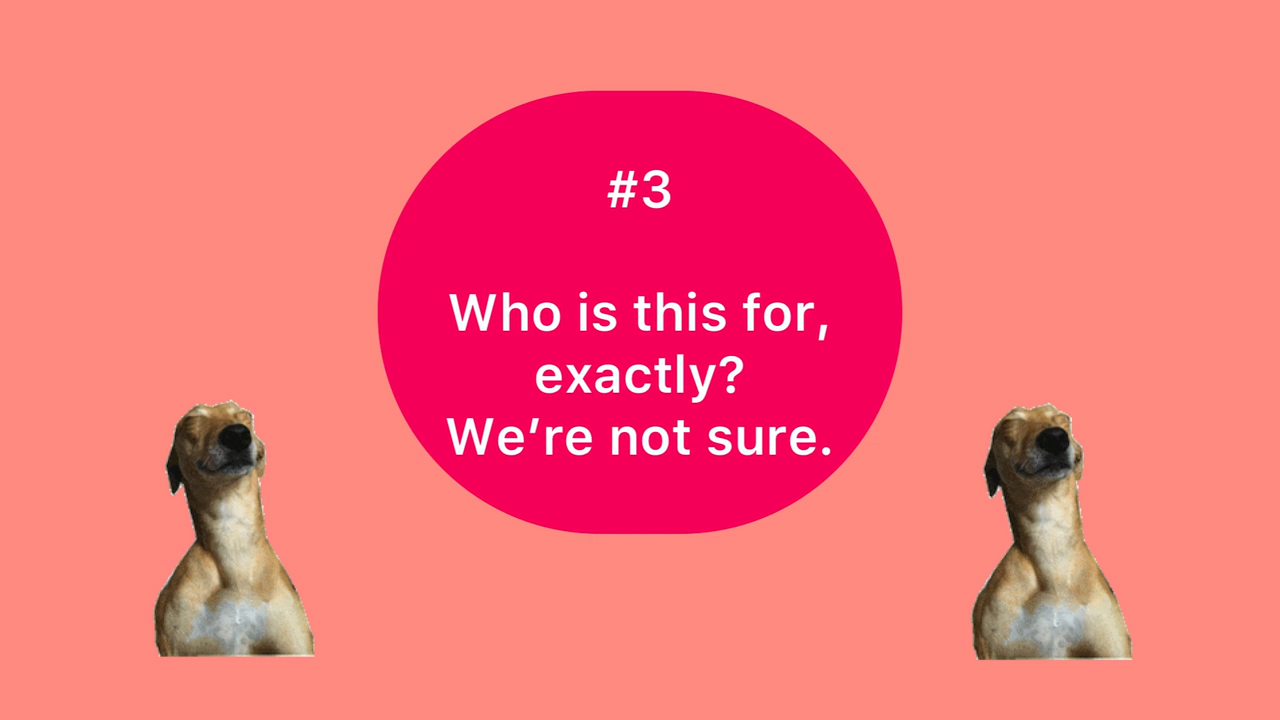 #3
Who is this for,
exactly?
We’re not sure.